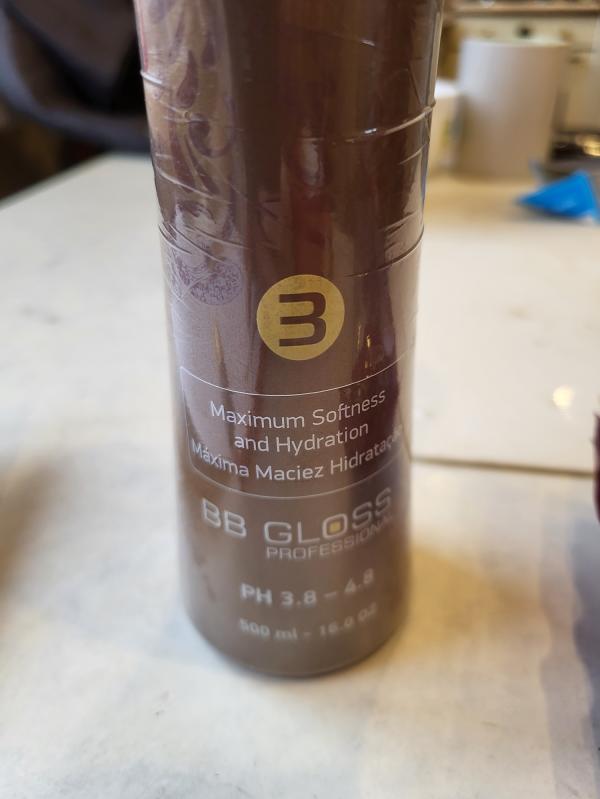 3
Maximum Softness
and Hydration
Máxima Maciez Hidratação
BB GLOSS
PROFESSIONAL
PH 3.8 - 4.8
500 ml - 16.9 oz